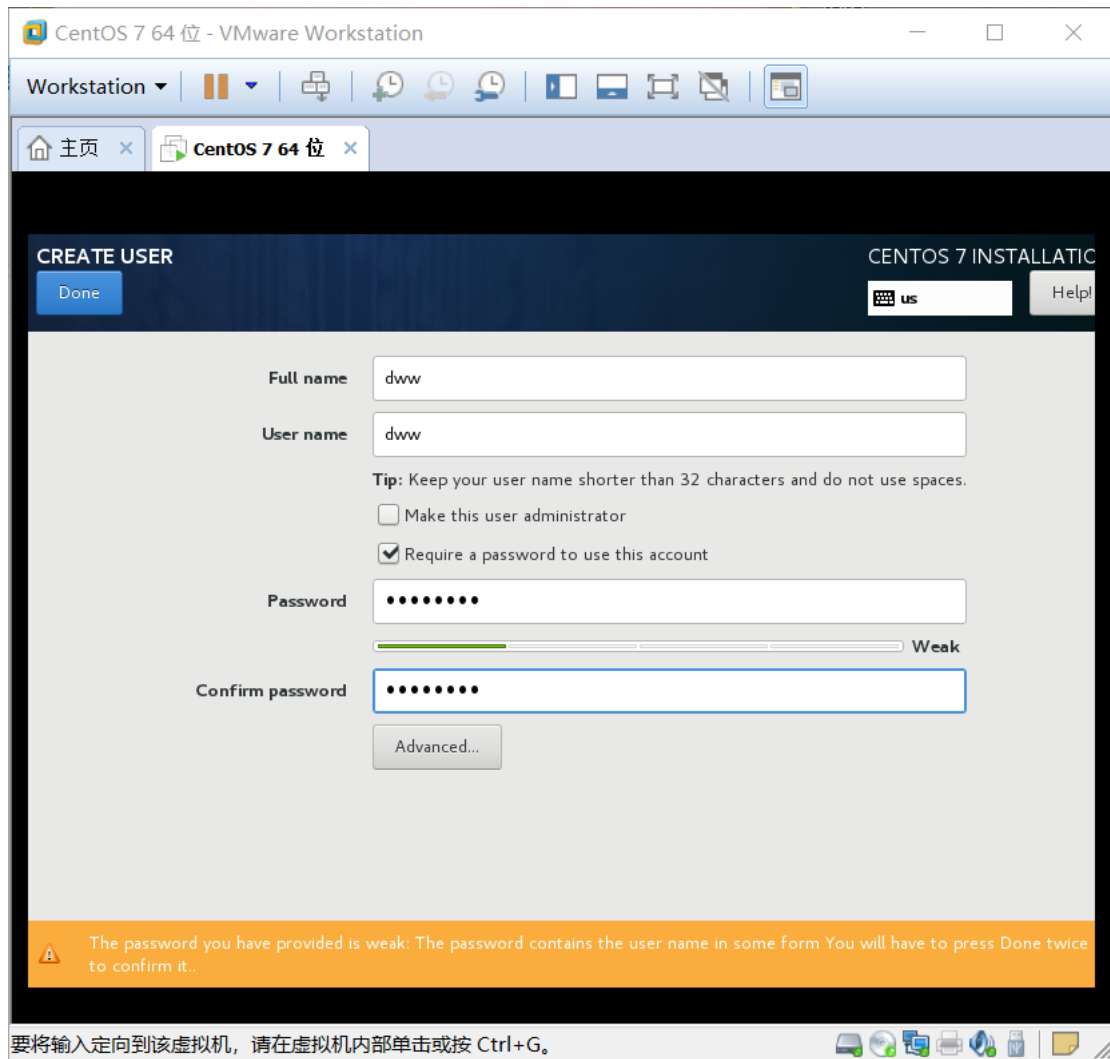 CentOS 7 64 位 - VMware Workstation
Workstation
主页
CentOS 7 64 位
CREATE USER
CENTOS 7 INSTALLATIO
Done
us
Help!
Full name
dww
User name
dww
Tip: Keep your user name shorter than 32 characters and do not use spaces.
Make this user administrator
Require a password to use this account
Password
••••••••
Weak
Confirm password
••••••••
Advanced...
The password you have provided is weak: The password contains the user name in some form You will have to press Done twice
to confirm it..
要将输入定向到该虚拟机，请在虚拟机内部单击或按 Ctrl+G。